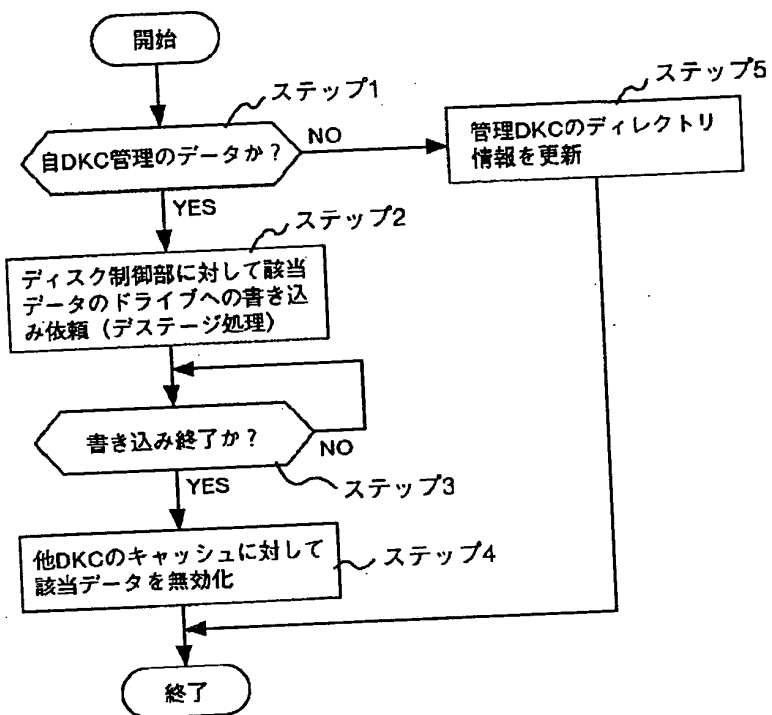 開始
ステップ1
自DKC管理のデータか？
NO
ステップ5
管理DKCのディレクトリ
情報を更新
YES
ステップ2
ディスク制御部に対して該当
データのドライブへの書き込
み依頼（デステージ処理）
書き込み終了か？
NO
YES
ステップ3
他DKCのキャッシュに対して
該当データを無効化
ステップ4
終了